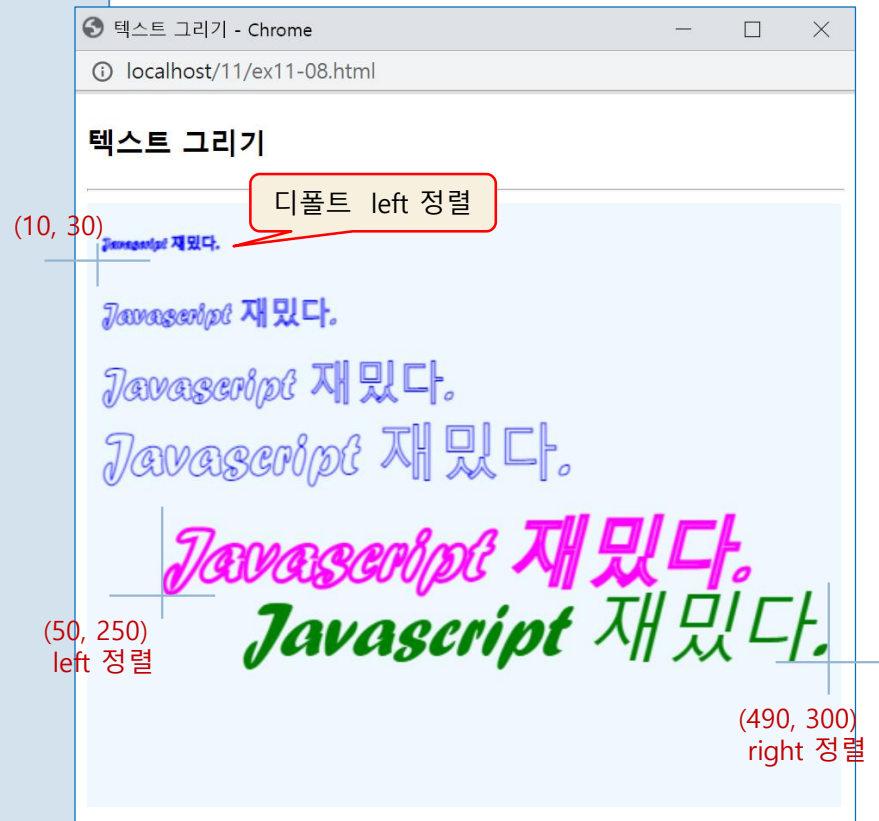 텍스트 그리기 - Chrome
localhost/11/ex11-08.html
텍스트 그리기
디폴트 left 정렬
(10, 30)
Javascript 재밌다.
Javascript 재밌다.
Javascript 재밌다.
Javascript 재밌다.
Javascript 재밌다.
Javascript 재밌다.
(50, 250)
left 정렬
(490, 300)
right 정렬